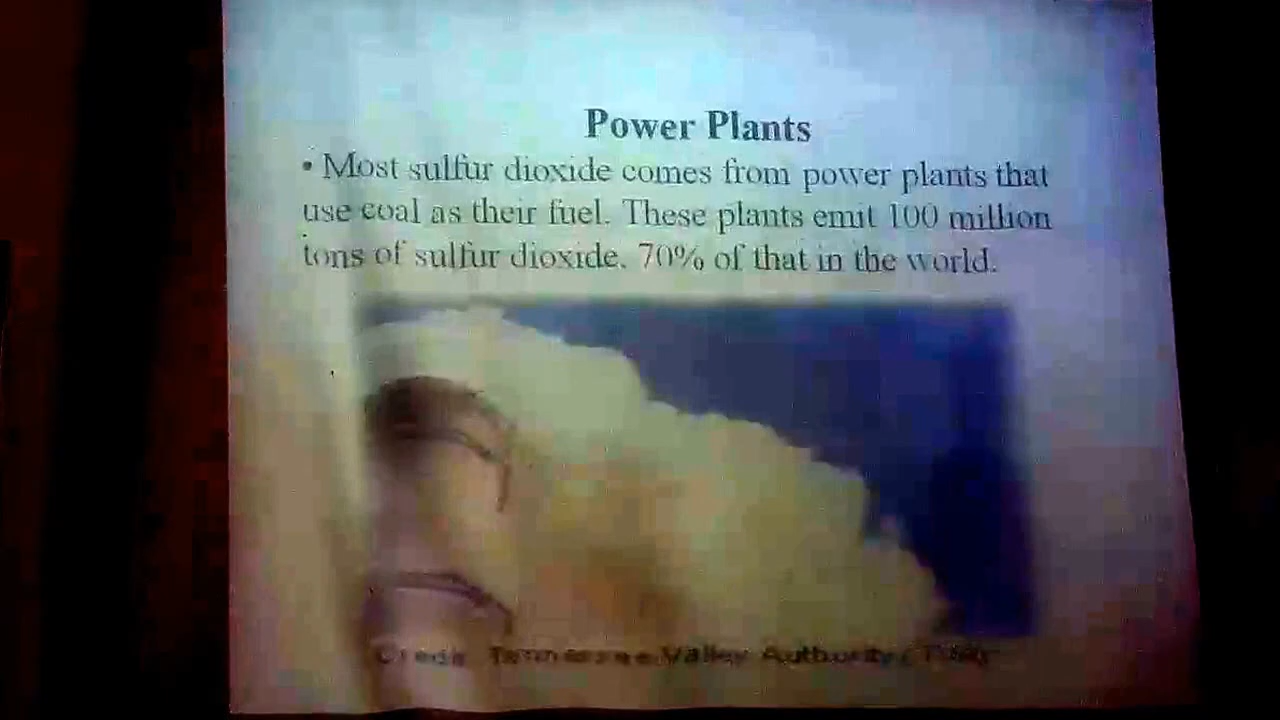 Power Plants
• Most sulfur dioxide comes from power plants that
use coal as their fuel. These plants emit 100 million
tons of sulfur dioxide. 70% of that in the world.
Tennessee Valley Authority